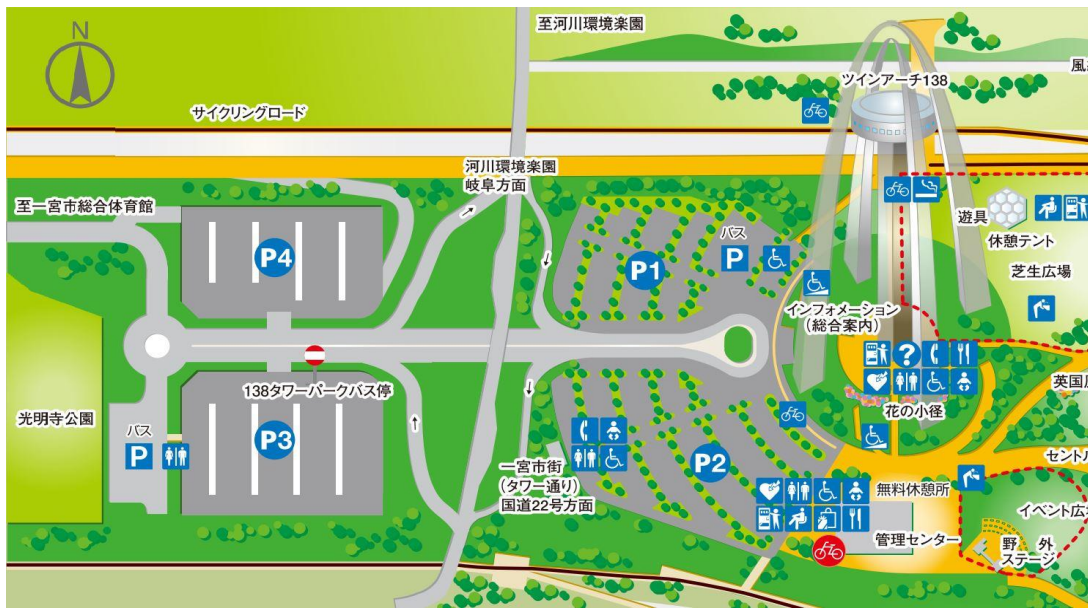 至河川環境楽園
N
ツインアーチ138
サイクリングロード
河川環境楽園
岐阜方面
至一宮市総合体育館
遊具
休憩テント
バス
P
P4
P1
芝生広場
インフォメーション
(総合案内)
?
138タワーパークバス停
花の小径
光明寺公園
バス
P
P3
P2
一宮市街
(タワー通り)
国道22号方面
無料休憩所
管理センター
イベント広
野外
ステージ